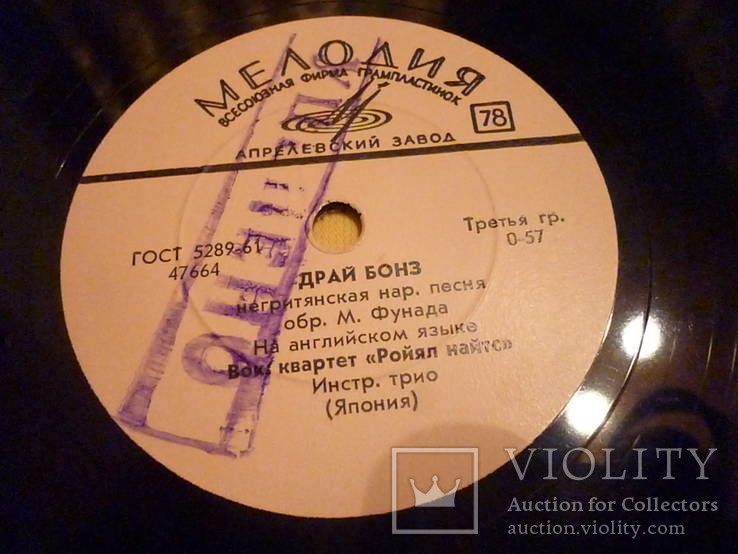 МЕЛОДИЯ
ВСЕСОЮЗНАЯ ФИРМА ГРАМПЛАСТИНОК
78
АПРЕЛЕВСКИЙ ЗАВОД
ГОСТ 5289-61
47664
Третья гр.
0-57
ДРАЙ БОНЗ
негритянская нар. песня
обр. М. Фунада
На английском языке
Вок. квартет «Ройял найтс»
Инстр. трио
(Япония)
VIOLITY
Auction for Collectors
auction.violity.com